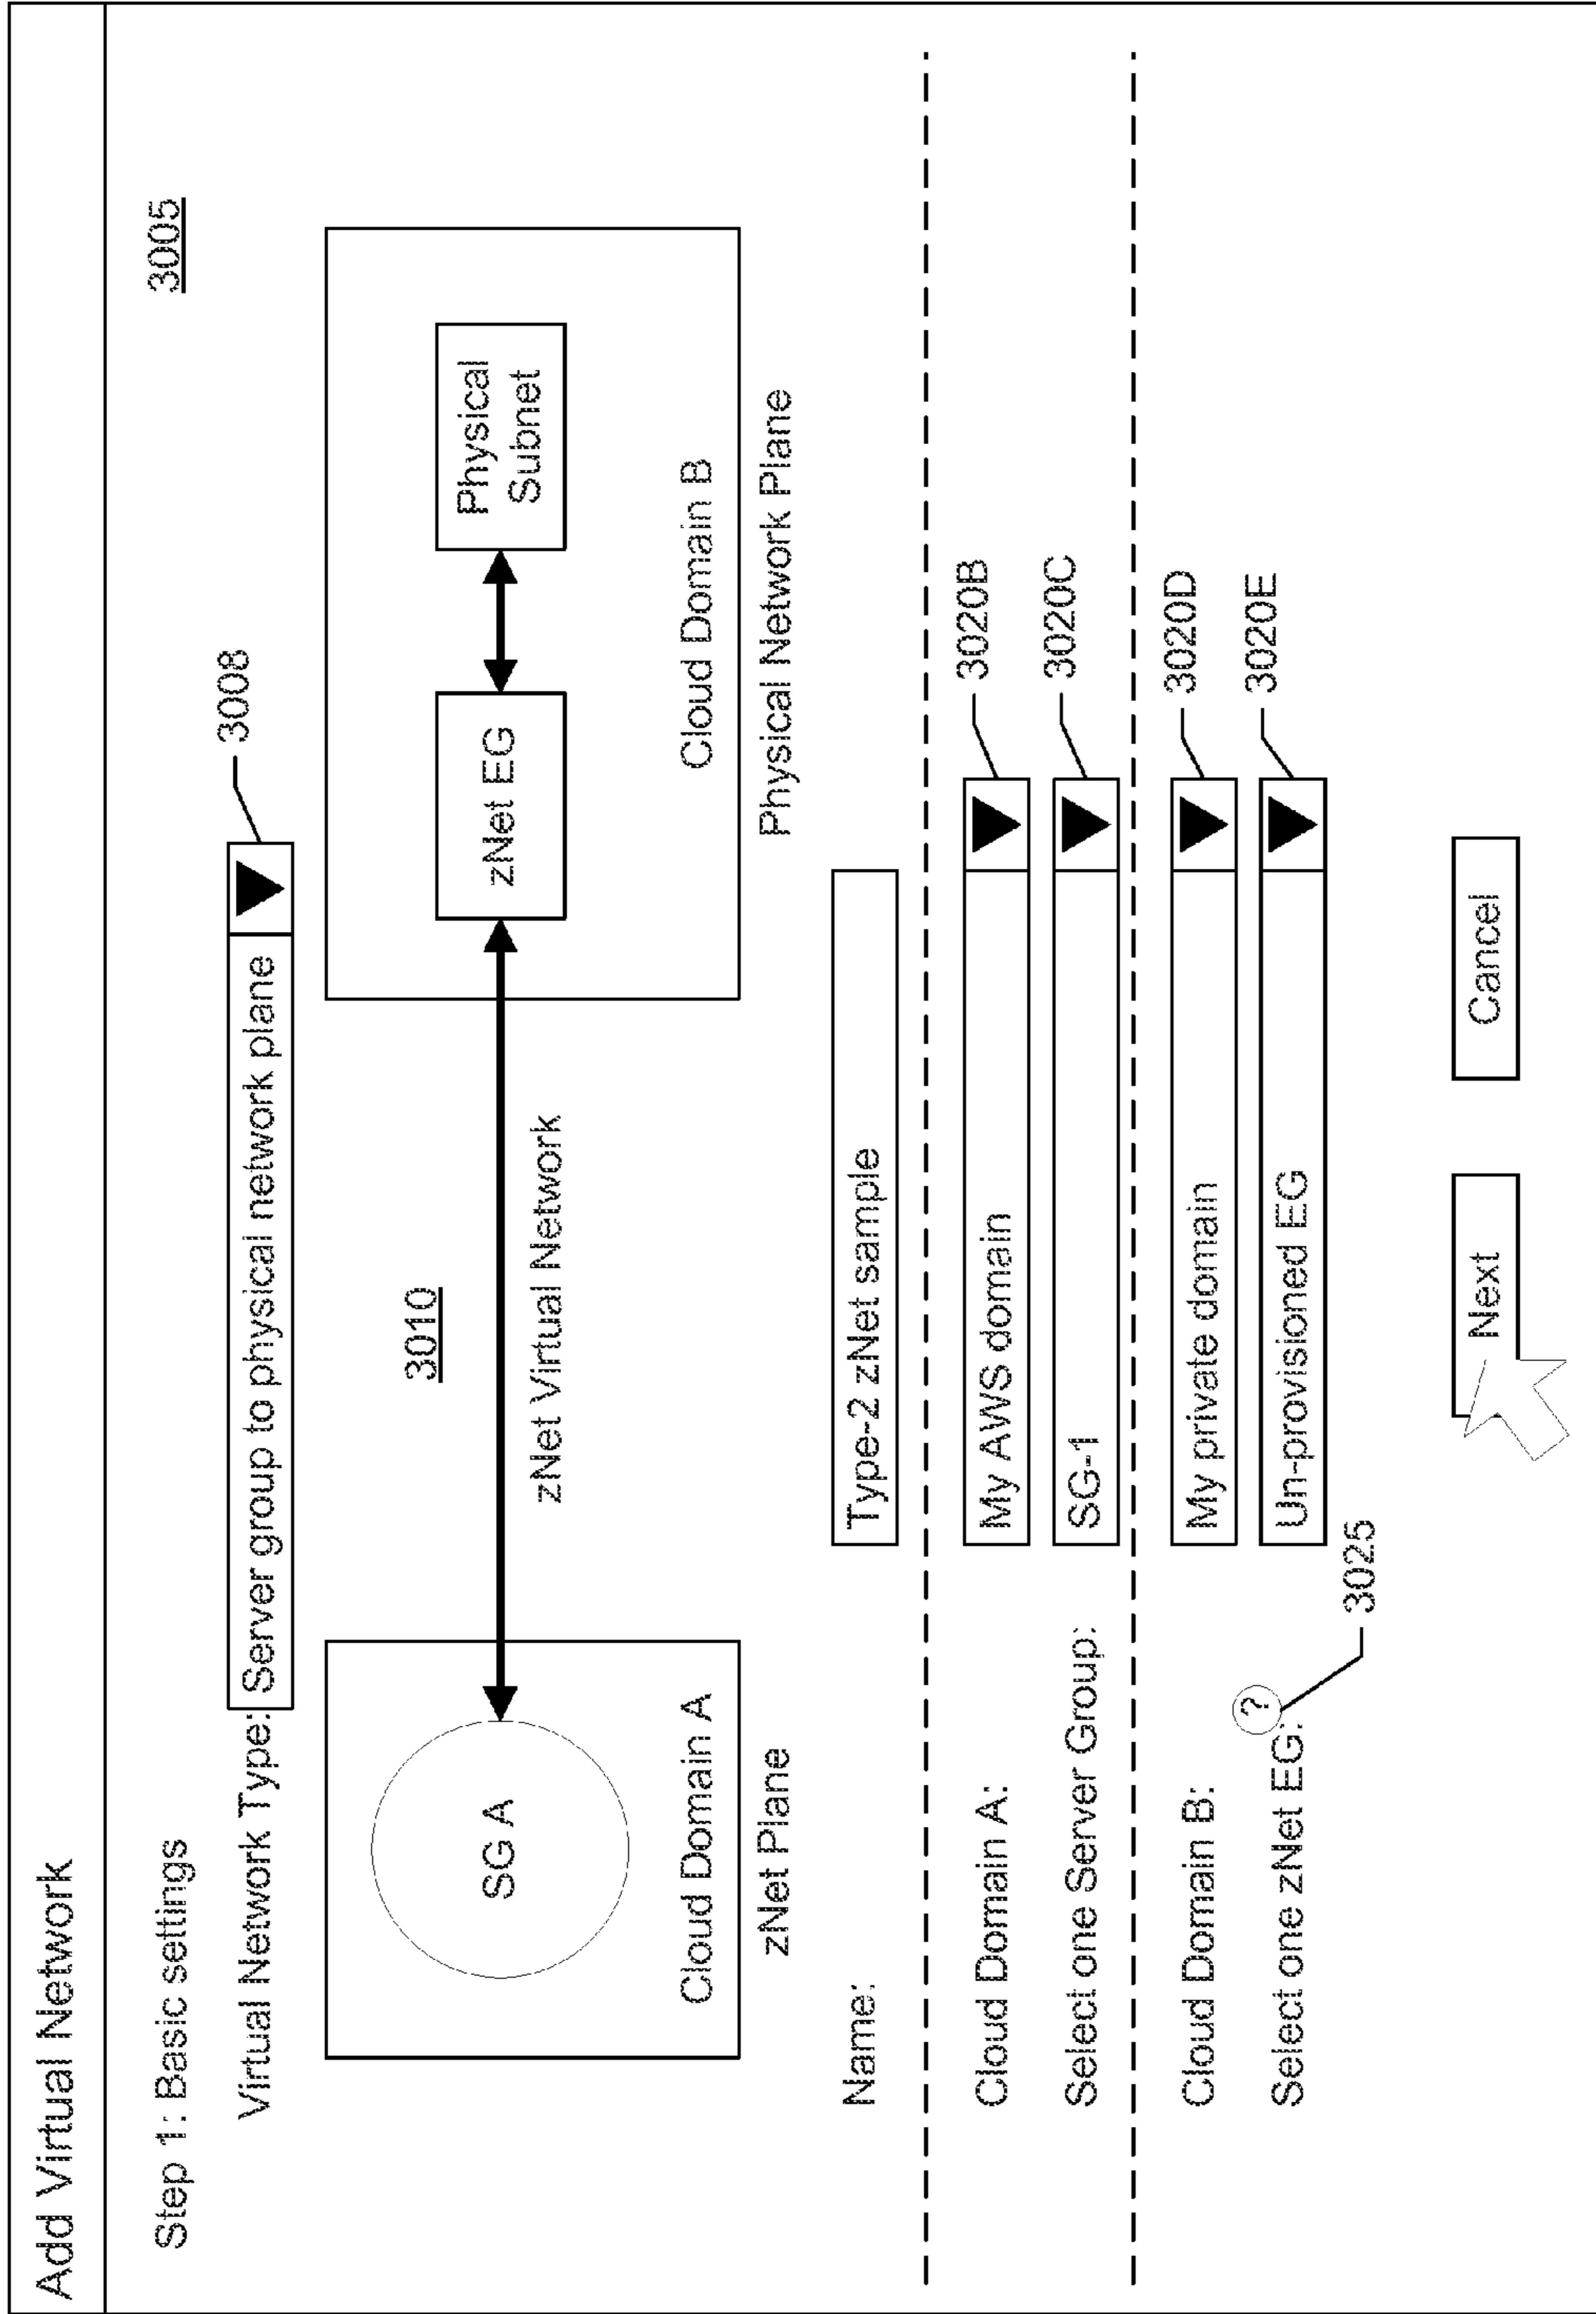 Add Virtual Network
Step 1: Basic settings
3005
Virtual Network Type: Server group to physical network plane
3008
3010
SG A
zNet EG
Physical
Subnet
zNet Virtual Network
Cloud Domain A
Cloud Domain B
zNet Plane
Physical Network Plane
Name: Type-2 zNet sample
Cloud Domain A: My AWS domain 3020B
Select one Server Group: SG-1 3020C
Cloud Domain B: My private domain 3020D
?
Select one zNet EG: Un-provisioned EG 3020E
3025
Next
Cancel